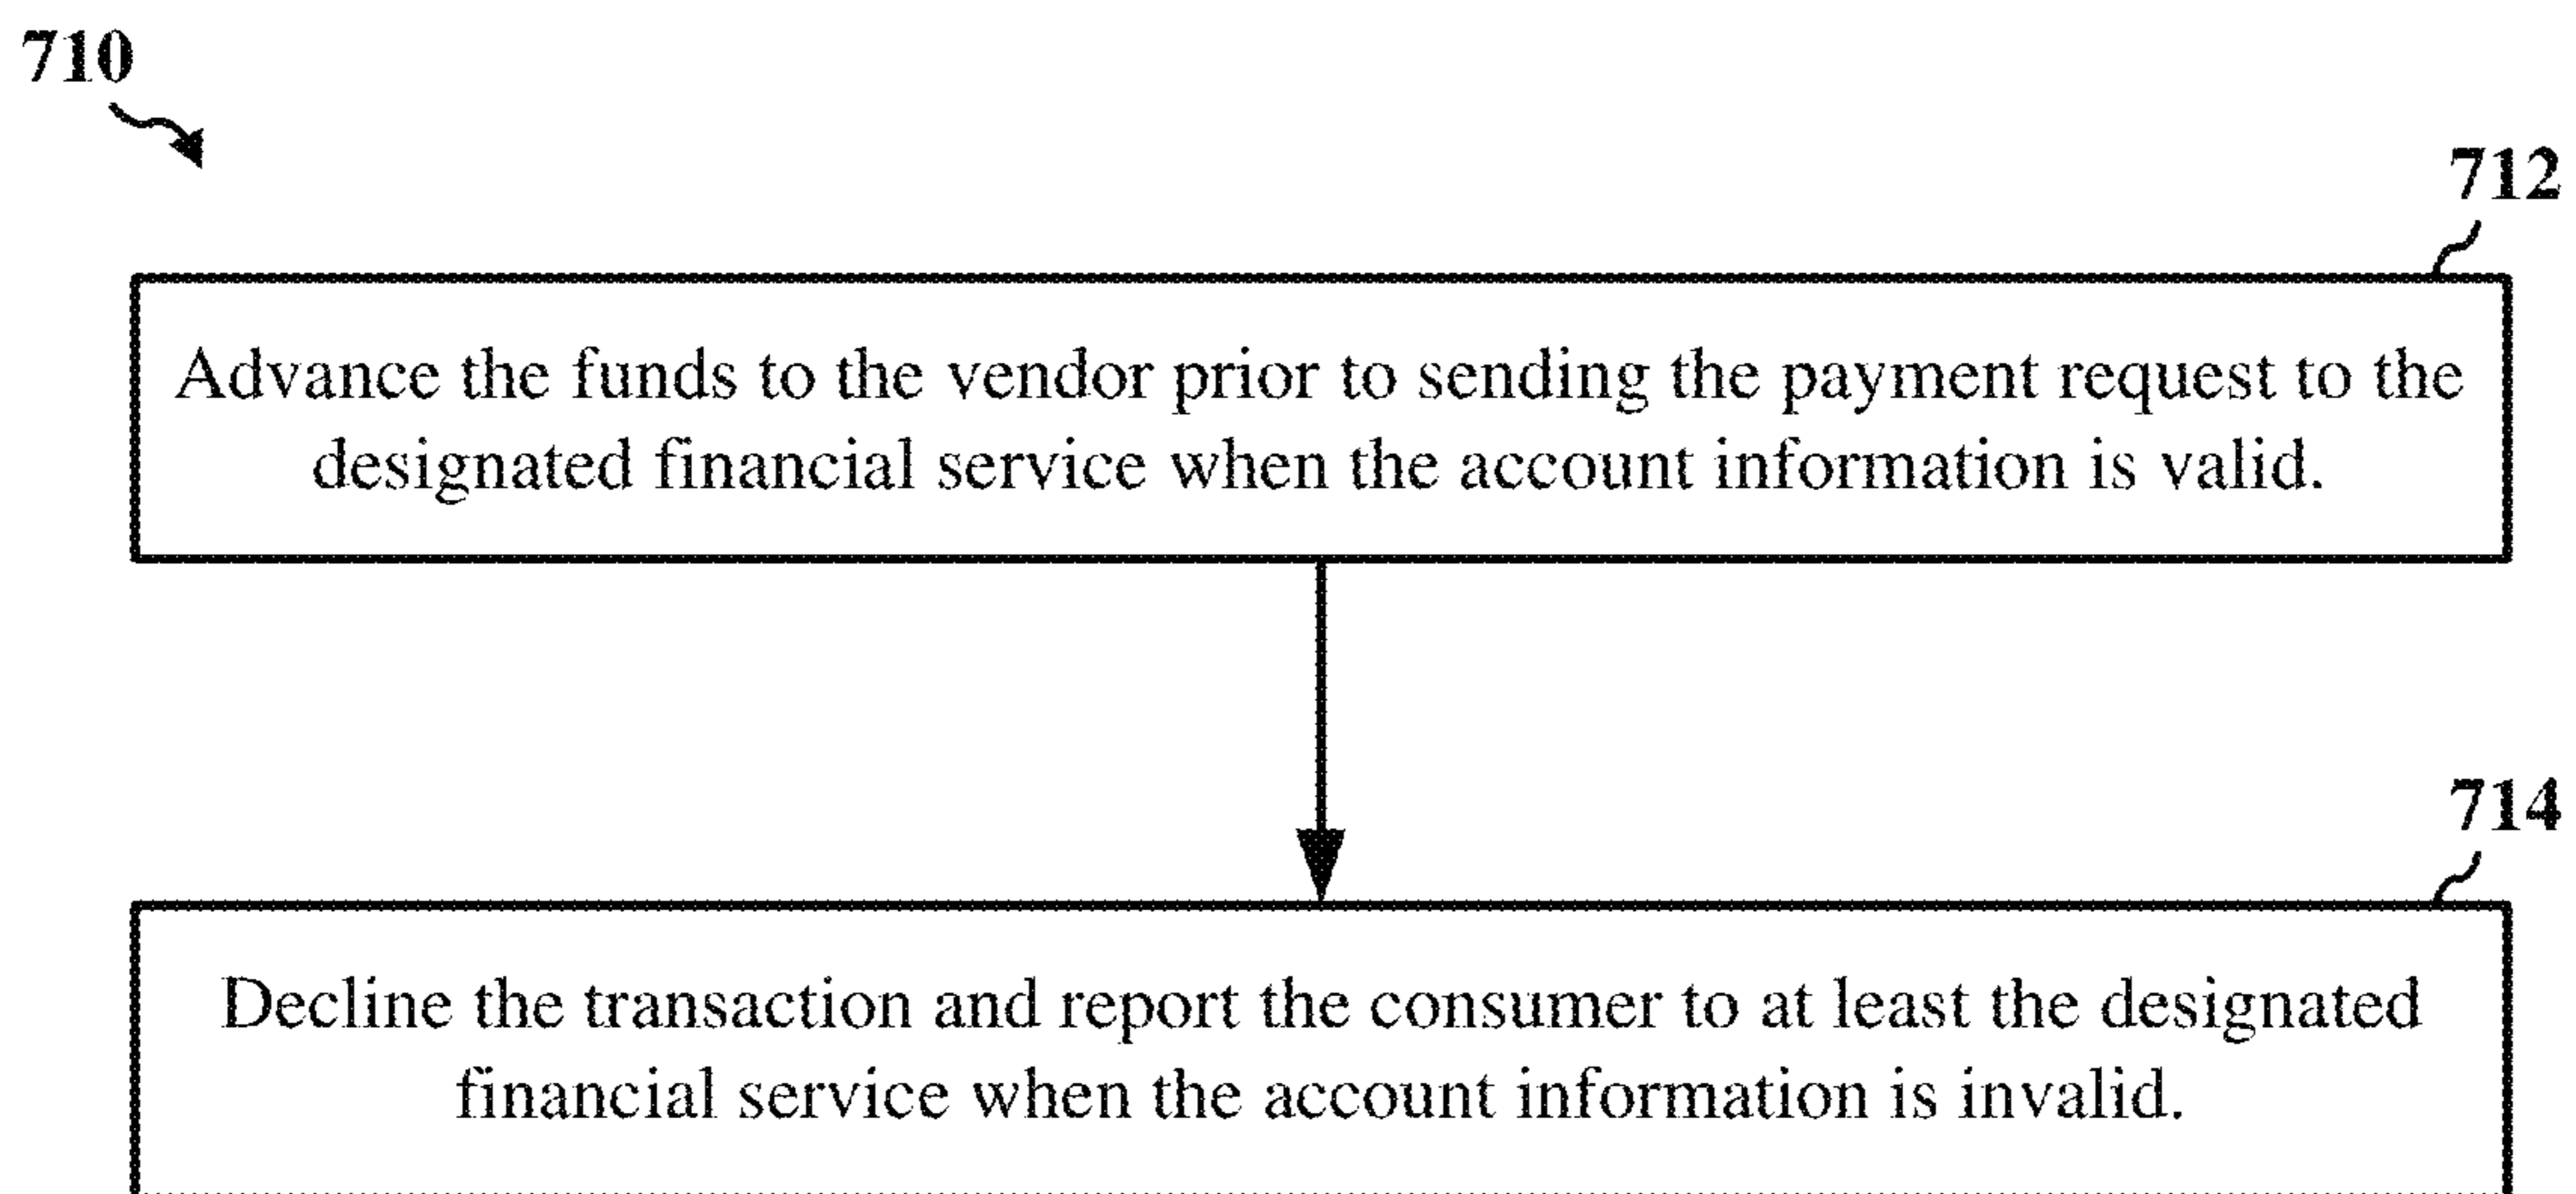 710
712
Advance the funds to the vendor prior to sending the payment request to the
designated financial service when the account information is valid.
714
Decline the transaction and report the consumer to at least the designated
financial service when the account information is invalid.